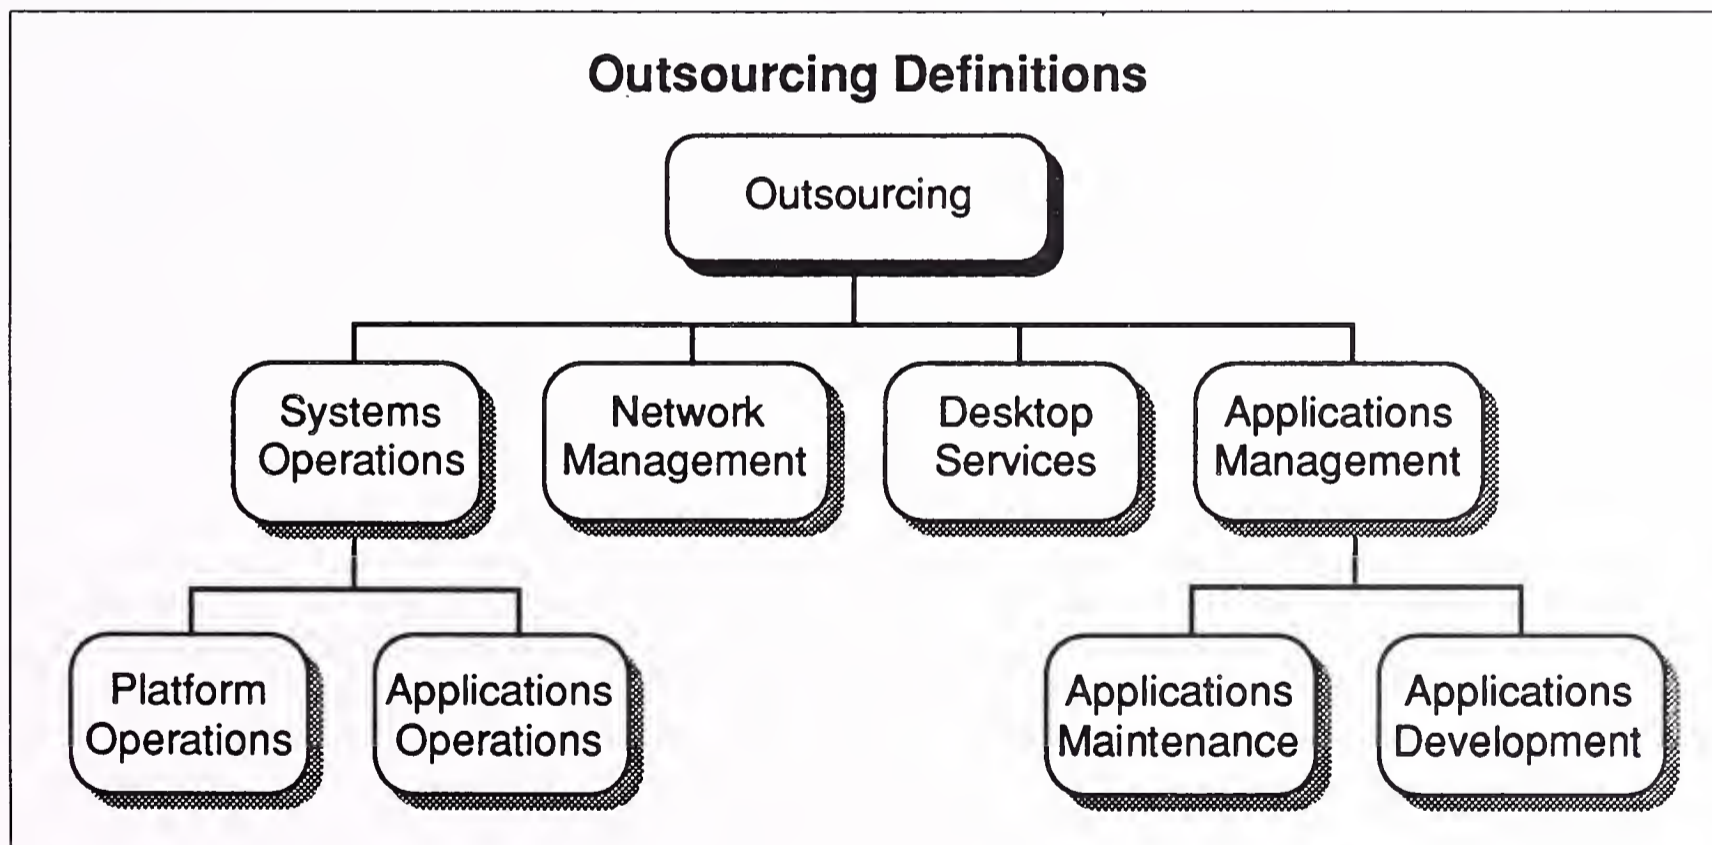 Outsourcing Definitions
Outsourcing
Systems
Operations
Network
Management
Desktop
Services
Applications
Management
Platform
Operations
Applications
Operations
Applications
Maintenance
Applications
Development